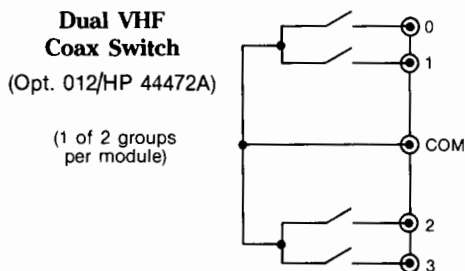 Dual VHF
Coax Switch
(Opt. 012/HP 44472A)
(1 of 2 groups
per module)
0
1
COM
2
3